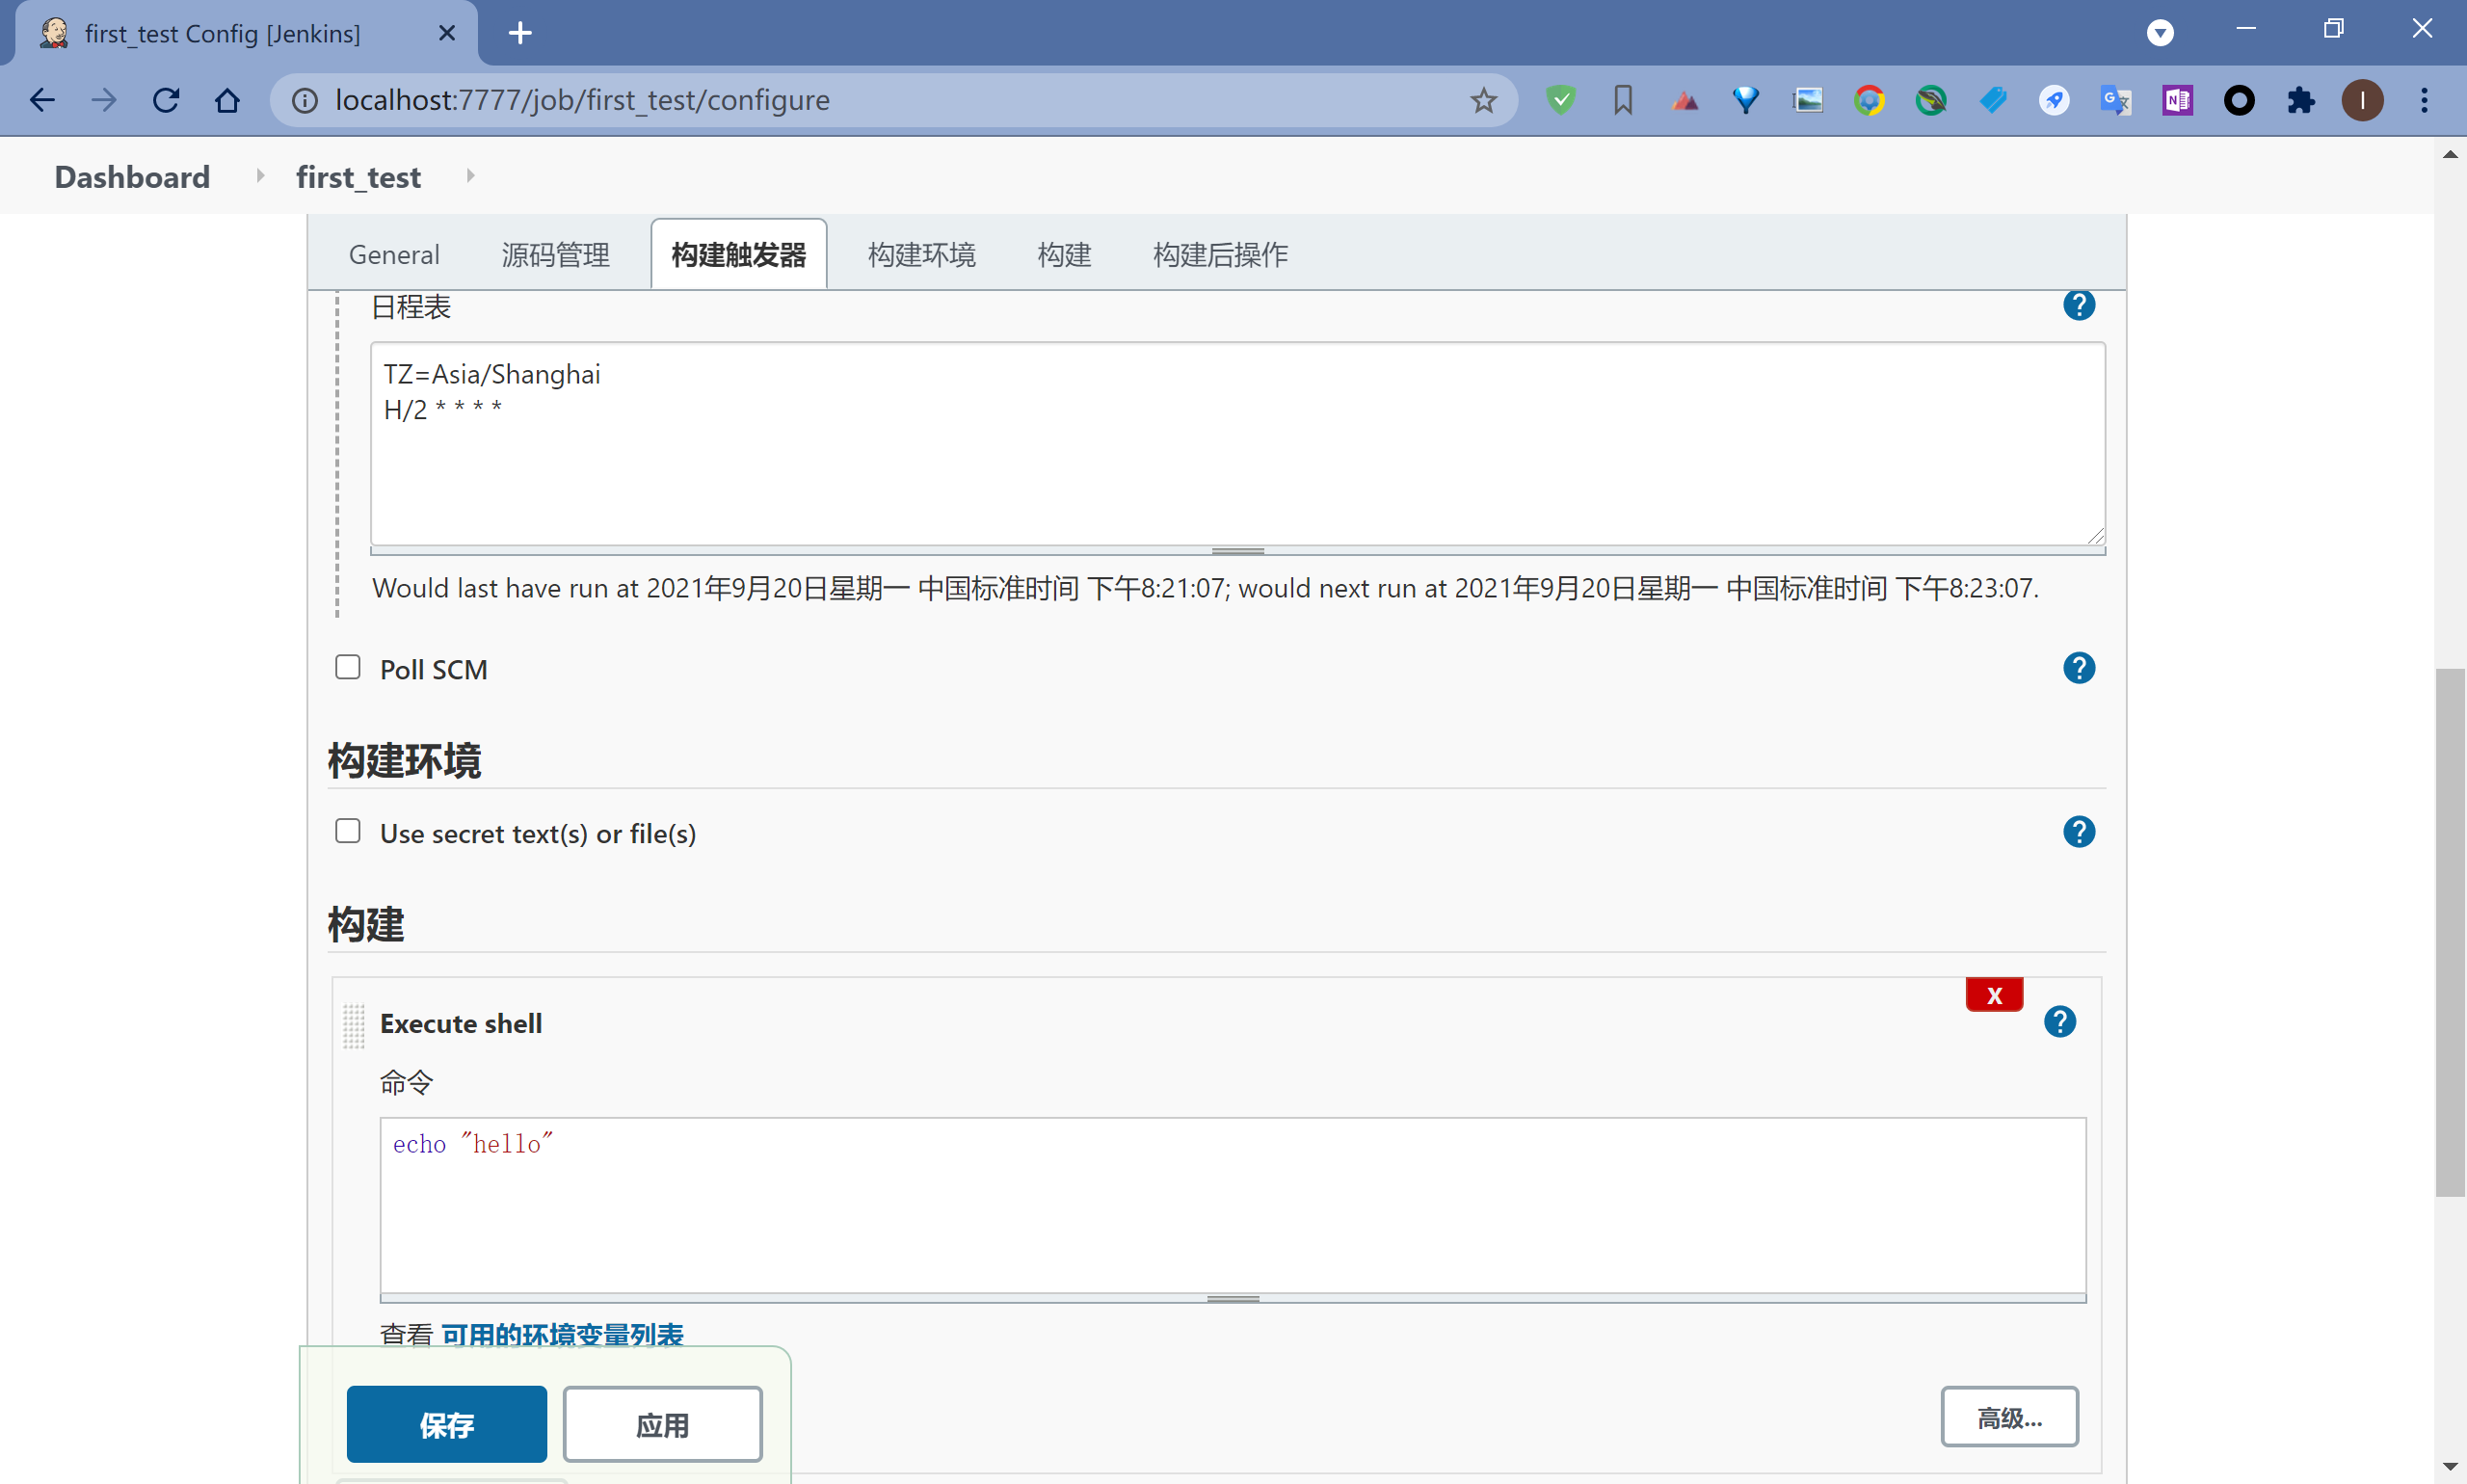 first_test Config [Jenkins]
localhost:7777/job/first_test/configure
Dashboard
first_test
General
源码管理
构建触发器
构建环境
构建
构建后操作
日程表
TZ=Asia/Shanghai
H/2 * * * *
Would last have run at 2021年9月20日星期一 中国标准时间 下午8:21:07; would next run at 2021年9月20日星期一 中国标准时间 下午8:23:07.
Poll SCM
构建环境
Use secret text(s) or file(s)
构建
X
Execute shell
命令
echo "hello"
查看 可用的环境变量列表
保存
应用
高级...